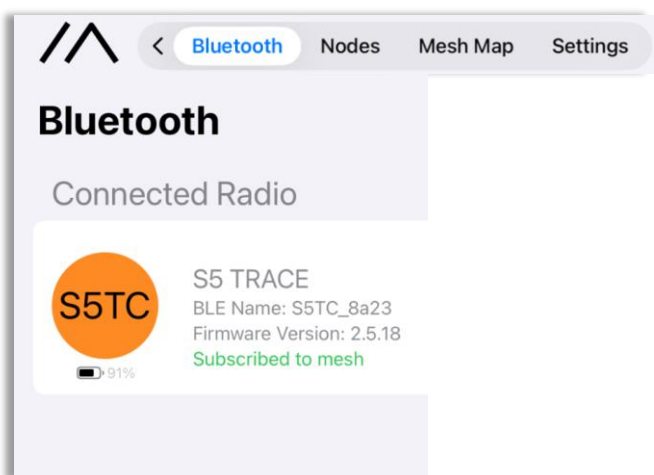 Bluetooth Nodes Mesh Map Settings
Bluetooth
Connected Radio
S5TC
91%
S5 TRACE
BLE Name: S5TC_8a23
Firmware Version: 2.5.18
Subscribed to mesh